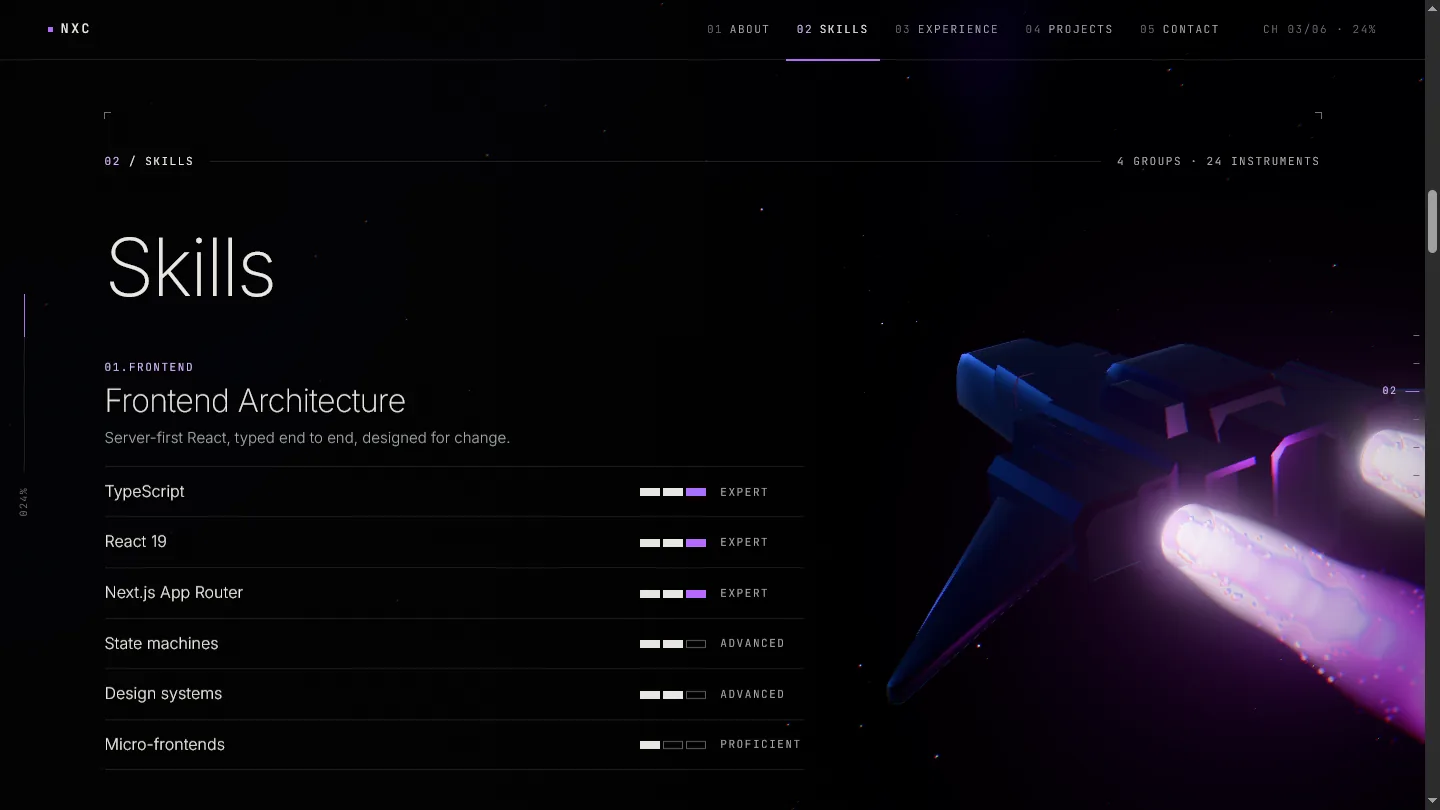 NXC
01 ABOUT 02 SKILLS 03 EXPERIENCE 04 PROJECTS 05 CONTACT CH 03/06 · 24%
02 / SKILLS
4 GROUPS · 24 INSTRUMENTS
Skills
01.FRONTEND
Frontend Architecture
Server-first React, typed end to end, designed for change.
TypeScript EXPERT
React 19 EXPERT
Next.js App Router EXPERT
State machines ADVANCED
Design systems ADVANCED
Micro-frontends PROFICIENT
024%
02